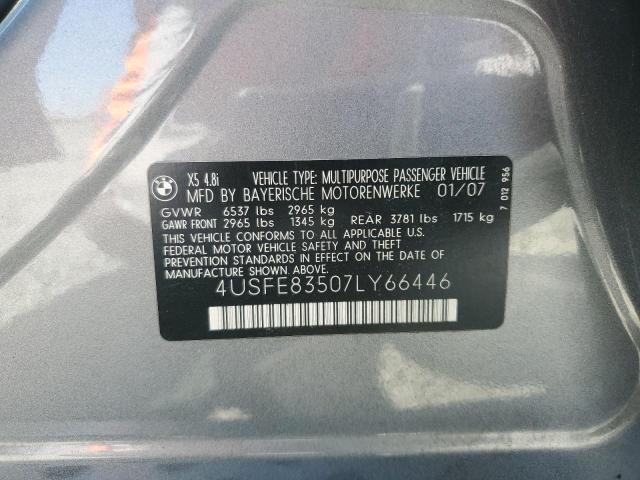 BMW
X5 4.8i VEHICLE TYPE: MULTIPURPOSE PASSENGER VEHICLE
MFD BY BAYERISCHE MOTORENWERKE 01/07
GVWR 6537 lbs 2965 kg
GAWR FRONT 2965 lbs 1345 kg REAR 3781 lbs 1715 kg
THIS VEHICLE CONFORMS TO ALL APPLICABLE U.S.
FEDERAL MOTOR VEHICLE SAFETY AND THEFT
PREVENTION STANDARDS IN EFFECT ON THE DATE OF
MANUFACTURE SHOWN ABOVE.
4USFE83507LY66446
7 012 956